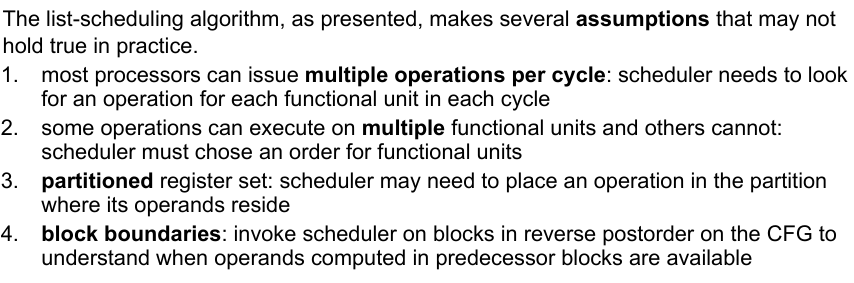 The list-scheduling algorithm, as presented, makes several assumptions that may not
hold true in practice.
1. most processors can issue multiple operations per cycle: scheduler needs to look
for an operation for each functional unit in each cycle
2. some operations can execute on multiple functional units and others cannot:
scheduler must chose an order for functional units
3. partitioned register set: scheduler may need to place an operation in the partition
where its operands reside
4. block boundaries: invoke scheduler on blocks in reverse postorder on the CFG to
understand when operands computed in predecessor blocks are available